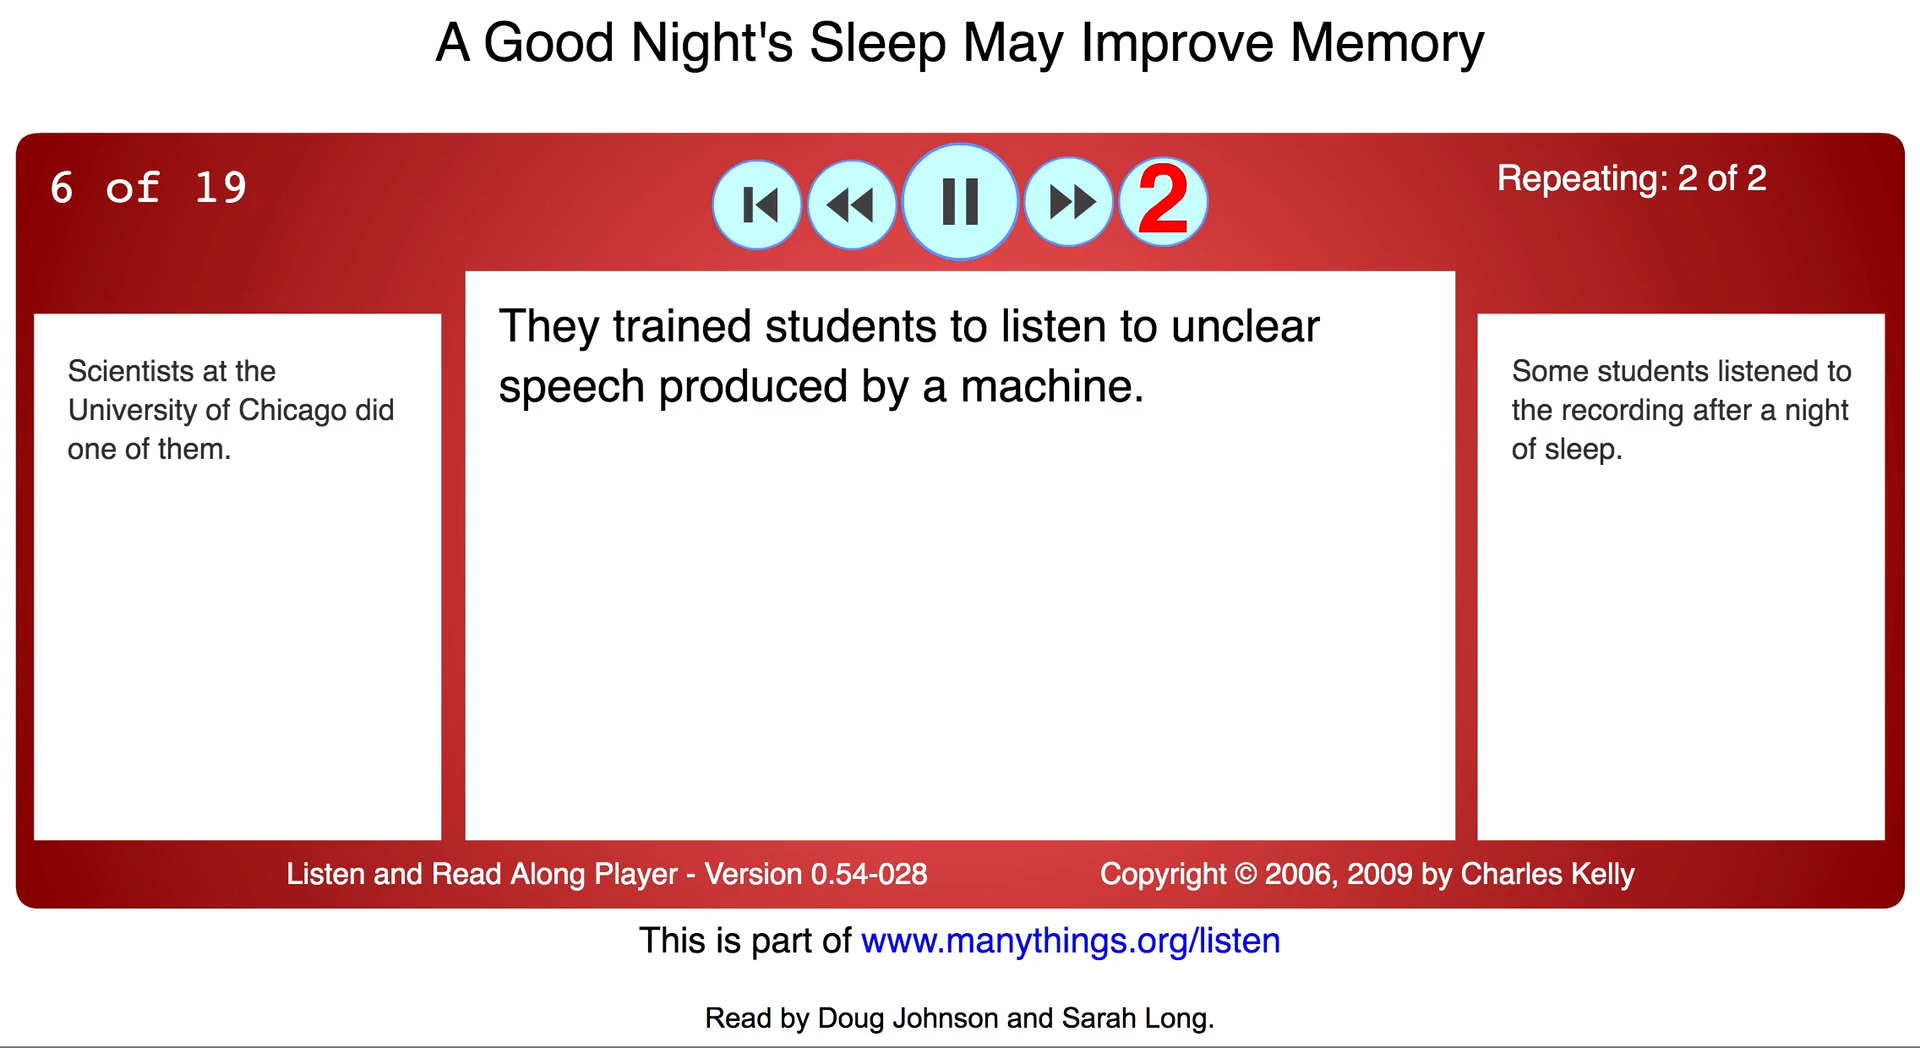 A Good Night's Sleep May Improve Memory
6 of 19
2
Repeating: 2 of 2
Scientists at the
University of Chicago did
one of them.
They trained students to listen to unclear
speech produced by a machine.
Some students listened to
the recording after a night
of sleep.
Listen and Read Along Player - Version 0.54-028
Copyright © 2006, 2009 by Charles Kelly
This is part of www.manythings.org/listen
Read by Doug Johnson and Sarah Long.